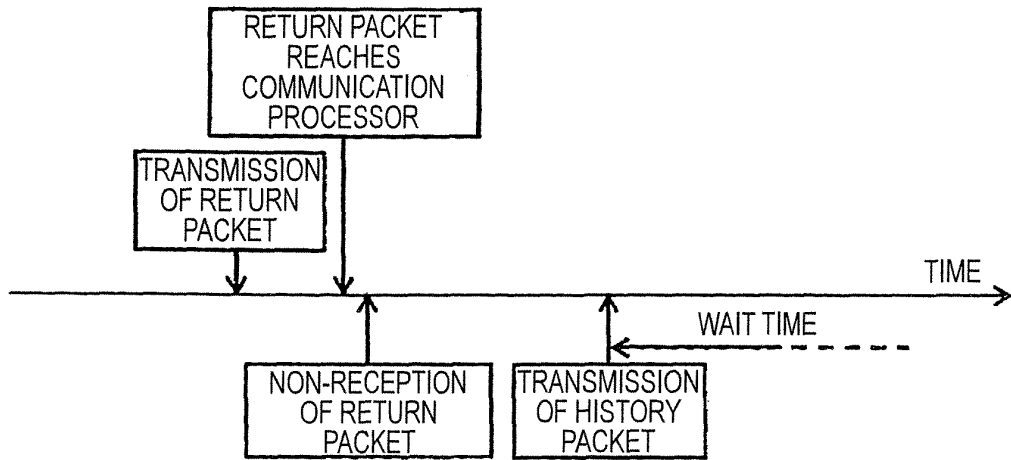 RETURN PACKET
REACHES
COMMUNICATION
PROCESSOR
TRANSMISSION
OF RETURN
PACKET
TIME
WAIT TIME
NON-RECEPTION
OF RETURN
PACKET
TRANSMISSION
OF HISTORY
PACKET